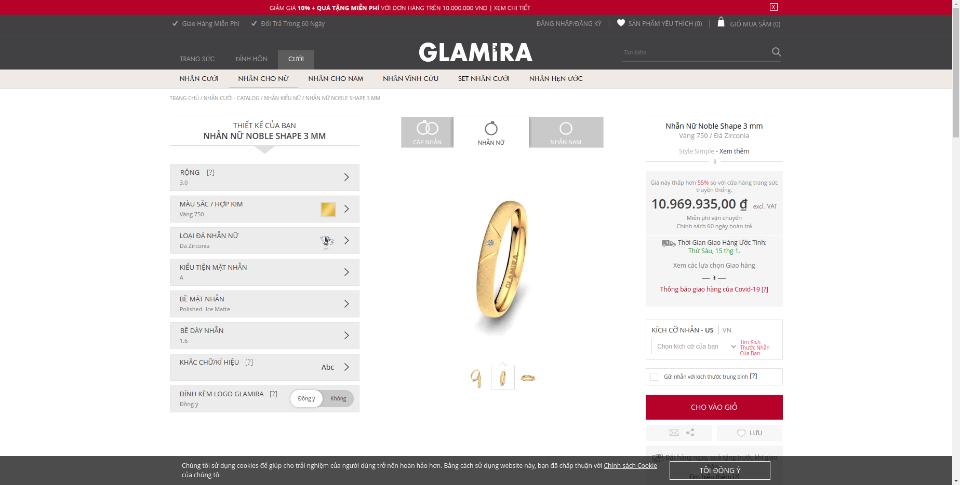 GIẢM GIÁ 10% + QUÀ TẶNG MIỄN PHÍ VỚI ĐƠN HÀNG TRÊN 10.000.000 VND | XEM CHI TIẾT
X
Giao Hàng Miễn Phí
Đổi Trả Trong 60 Ngày
ĐĂNG NHẬP/ĐĂNG KÝ
SẢN PHẨM YÊU THÍCH (0)
GIỎ MUA SẮM (0)
GLAMIRA
TRANG SỨC
ĐÍNH HÔN
CƯỚI
Tìm kiếm
NHẪN CƯỚI
NHẪN CHO NỮ
NHẪN CHO NAM
NHẪN VĨNH CỬU
SET NHẪN CƯỚI
NHẪN HẸN ƯỚC
TRANG CHỦ / NHẪN CƯỚI - CATALOG / NHẪN KIỂU NỮ / NHẪN NỮ NOBLE SHAPE 3 MM
THIẾT KẾ CỦA BẠN
NHẪN NỮ NOBLE SHAPE 3 MM
RỘNG [?]
3.0
MÀU SẮC / HỢP KIM
Vàng 750
LOẠI ĐÁ NHẪN NỮ
Đá Zirconia
KIỂU TIỆN MẶT NHẪN
A
BỀ MẶT NHẪN
Polished Ice Matte
BỀ DÀY NHẪN
1.6
KHẮC CHỮ/KÍ HIỆU [?]
Abc
ĐÍNH KÈM LOGO GLAMIRA [?]
Đồng ý
Đồng ý
Không
CẶP NHẪN
NHẪN NỮ
NHẪN NAM
GLAMIRA
Nhẫn Nữ Noble Shape 3 mm
Vàng 750 / Đá Zirconia
Style Simple - Xem thêm
Giá này thấp hơn 55% so với cửa hàng trang sức
truyền thống.
10.969.935,00 ₫ excl. VAT
Miễn phí vận chuyển
Chính sách 60 ngày hoàn trả
Thời Gian Giao Hàng Ước Tính:
Thứ Sáu, 15 thg 1.
Xem các lựa chọn Giao hàng
Thông báo giao hàng của Covid-19 [?]
KÍCH CỠ NHẪN - US | VN
Chọn kích cỡ của bạn
Tìm Kích
Thước Nhẫn
Của Bạn
Gửi nhẫn với kích thước trung bình [?]
CHO VÀO GIỎ
LƯU
Chúng tôi sử dụng cookies để giúp cho trải nghiệm của người dùng trở nên hoàn hảo hơn. Bằng cách sử dụng website này, bạn đã chấp thuận với Chính sách Cookie
của chúng tô
TÔI ĐỒNG Ý